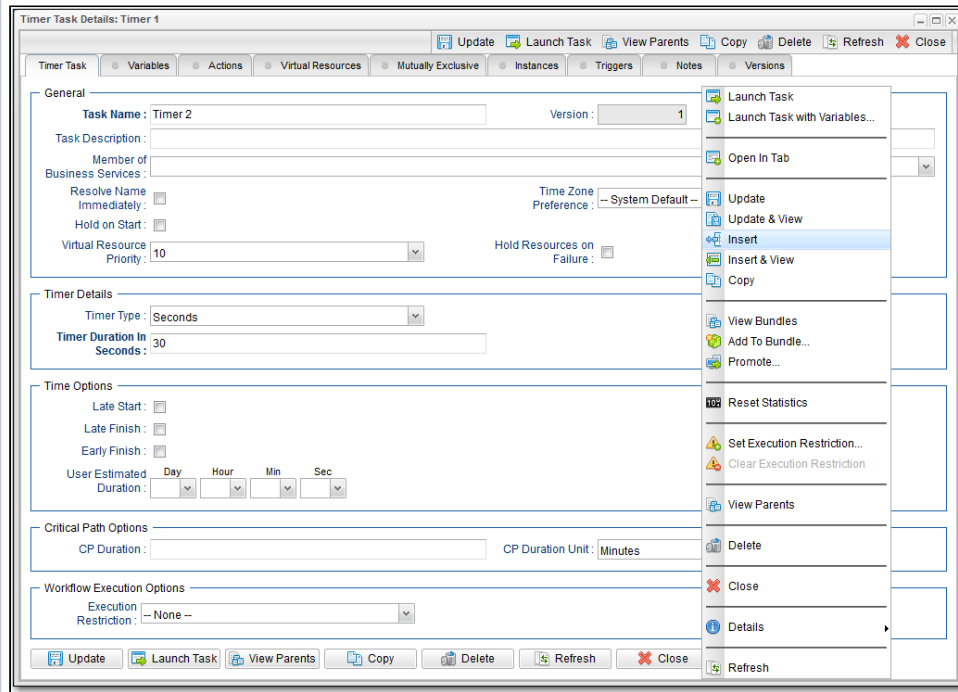 Timer Task Details: Timer 1
Update Launch Task View Parents Copy Delete Refresh Close
Timer Task Variables Actions Virtual Resources Mutually Exclusive Instances Triggers Notes Versions
General
Task Name : Timer 2 Version : 1
Task Description :
Member of
Business Services :
Resolve Name
Immediately :
Time Zone
Preference : -- System Default --
Hold on Start :
Virtual Resource
Priority : 10
Hold Resources on
Failure :
Timer Details
Timer Type : Seconds
Timer Duration In
Seconds : 30
Time Options
Late Start :
Late Finish :
Early Finish :
User Estimated
Duration :
Day Hour Min Sec
Critical Path Options
CP Duration : CP Duration Unit : Minutes
Workflow Execution Options
Execution
Restriction : -- None --
Update Launch Task View Parents Copy Delete Refresh Close
Launch Task
Launch Task with Variables...
Open In Tab
Update
Update & View
Insert
Insert & View
Copy
View Bundles
Add To Bundle...
Promote...
Reset Statistics
Set Execution Restriction...
Clear Execution Restriction
View Parents
Delete
Close
Details
Refresh